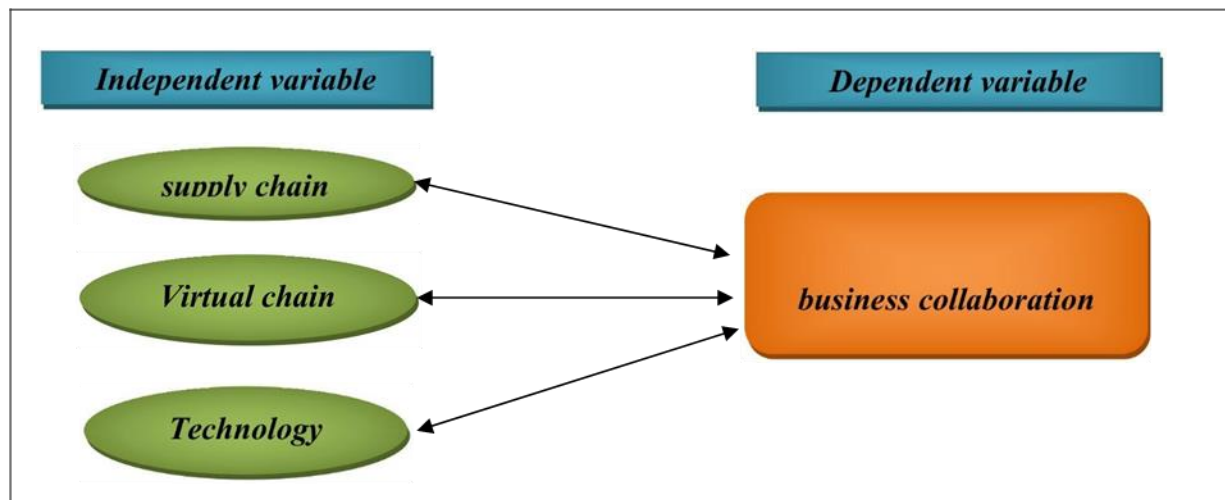 Independent variable
Dependent variable
supply chain
Virtual chain
business collaboration
Technology